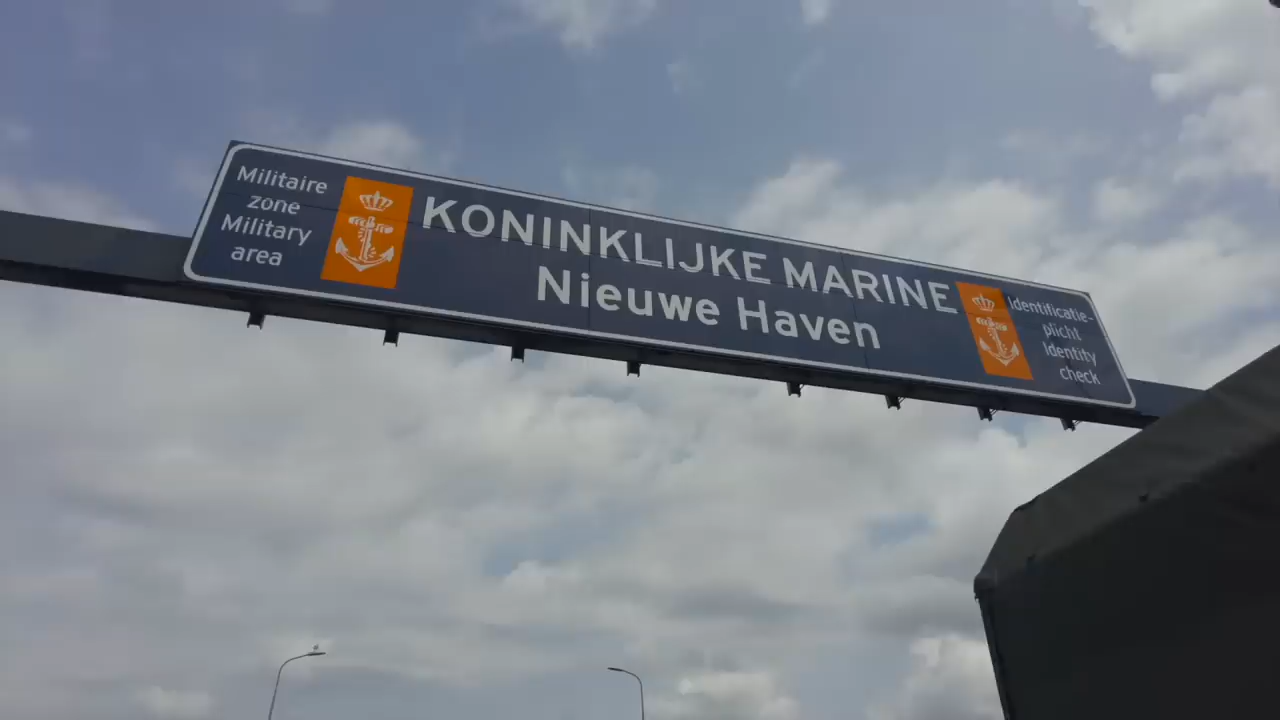 Militaire
zone
Military
area
KONINKLIJKE MARINE
Nieuwe Haven
Identificatie-
plicht
Identity
check